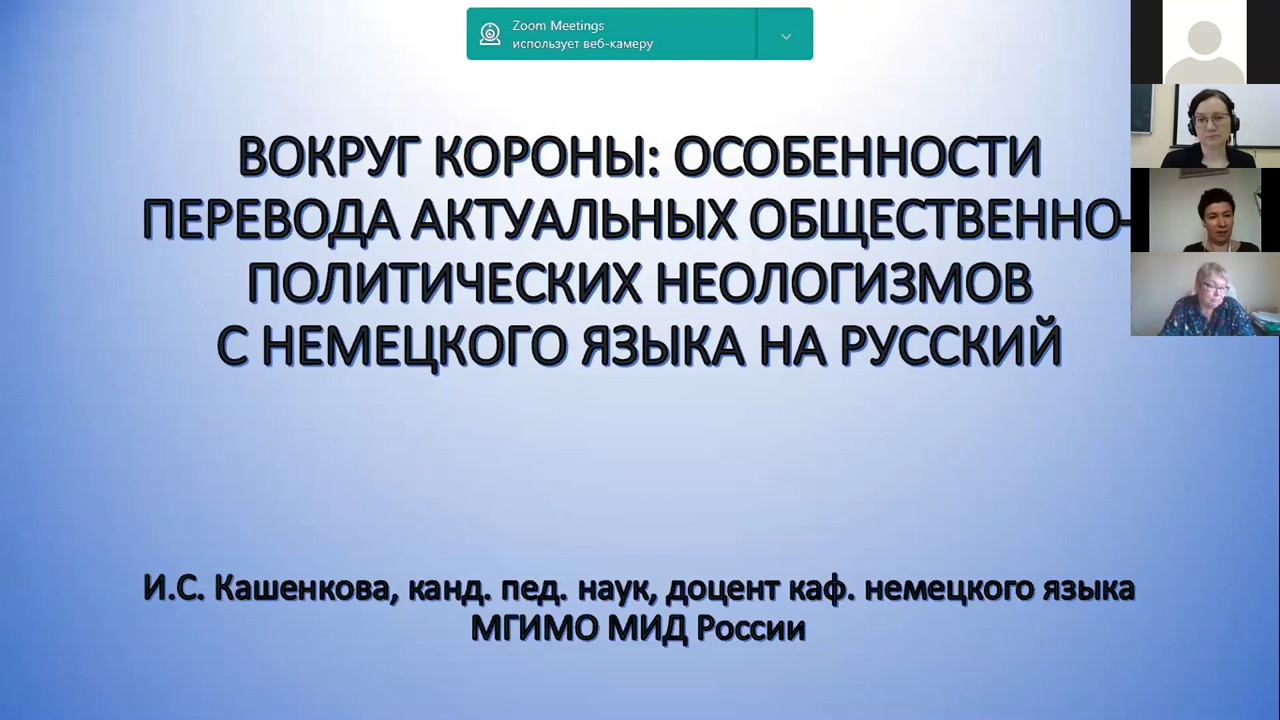 Zoom Meetings
использует веб-камеру
ВОКРУГ КОРОНЫ: ОСОБЕННОСТИ
ПЕРЕВОДА АКТУАЛЬНЫХ ОБЩЕСТВЕННО-
ПОЛИТИЧЕСКИХ НЕОЛОГИЗМОВ
С НЕМЕЦКОГО ЯЗЫКА НА РУССКИЙ
И.С. Кашенкова, канд. пед. наук, доцент каф. немецкого языка
МГИМО МИД России